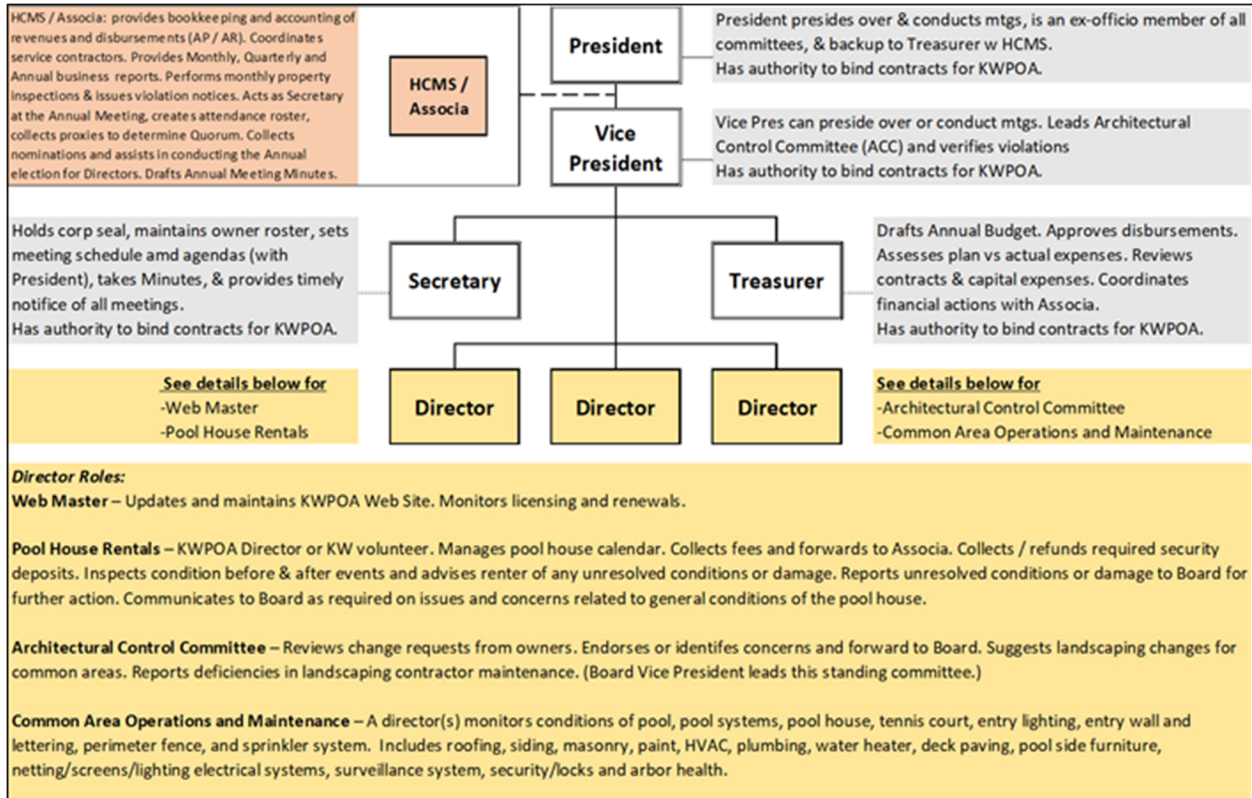 HCMS / Associa: provides bookkeeping and accounting of
revenues and disbursements (AP / AR). Coordinates
service contractors. Provides Monthly, Quarterly and
Annual business reports. Performs monthly property
inspections & issues violation notices. Acts as Secretary
at the Annual Meeting, creates attendance roster,
collects proxies to determine Quorum. Collects
nominations and assists in conducting the Annual
election for Directors. Drafts Annual Meeting Minutes.
HCMS /
Associa
President
President presides over & conducts mtgs, is an ex-officio member of all
committees, & backup to Treasurer w HCMS.
Has authority to bind contracts for KWPOA.
Vice
President
Vice Pres can preside over or conduct mtgs. Leads Architectural
Control Committee (ACC) and verifies violations
Has authority to bind contracts for KWPOA.
Holds corp seal, maintains owner roster, sets
meeting schedule amd agendas (with
President), takes Minutes, & provides timely
notifice of all meetings.
Has authority to bind contracts for KWPOA.
Secretary
Treasurer
Drafts Annual Budget. Approves disbursements.
Assesses plan vs actual expenses. Reviews
contracts & capital expenses. Coordinates
financial actions with Associa.
Has authority to bind contracts for KWPOA.
See details below for
-Web Master
-Pool House Rentals
Director
Director
Director
See details below for
-Architectural Control Committee
-Common Area Operations and Maintenance
Director Roles:
Web Master – Updates and maintains KWPOA Web Site. Monitors licensing and renewals.
Pool House Rentals – KWPOA Director or KW volunteer. Manages pool house calendar. Collects fees and forwards to Associa. Collects / refunds required security
deposits. Inspects condition before & after events and advises renter of any unresolved conditions or damage. Reports unresolved conditions or damage to Board for
further action. Communicates to Board as required on issues and concerns related to general conditions of the pool house.
Architectural Control Committee – Reviews change requests from owners. Endorses or identifes concerns and forward to Board. Suggests landscaping changes for
common areas. Reports deficiencies in landscaping contractor maintenance. (Board Vice President leads this standing committee.)
Common Area Operations and Maintenance – A director(s) monitors conditions of pool, pool systems, pool house, tennis court, entry lighting, entry wall and
lettering, perimeter fence, and sprinkler system. Includes roofing, siding, masonry, paint, HVAC, plumbing, water heater, deck paving, pool side furniture,
netting/screens/lighting electrical systems, surveillance system, security/locks and arbor health.